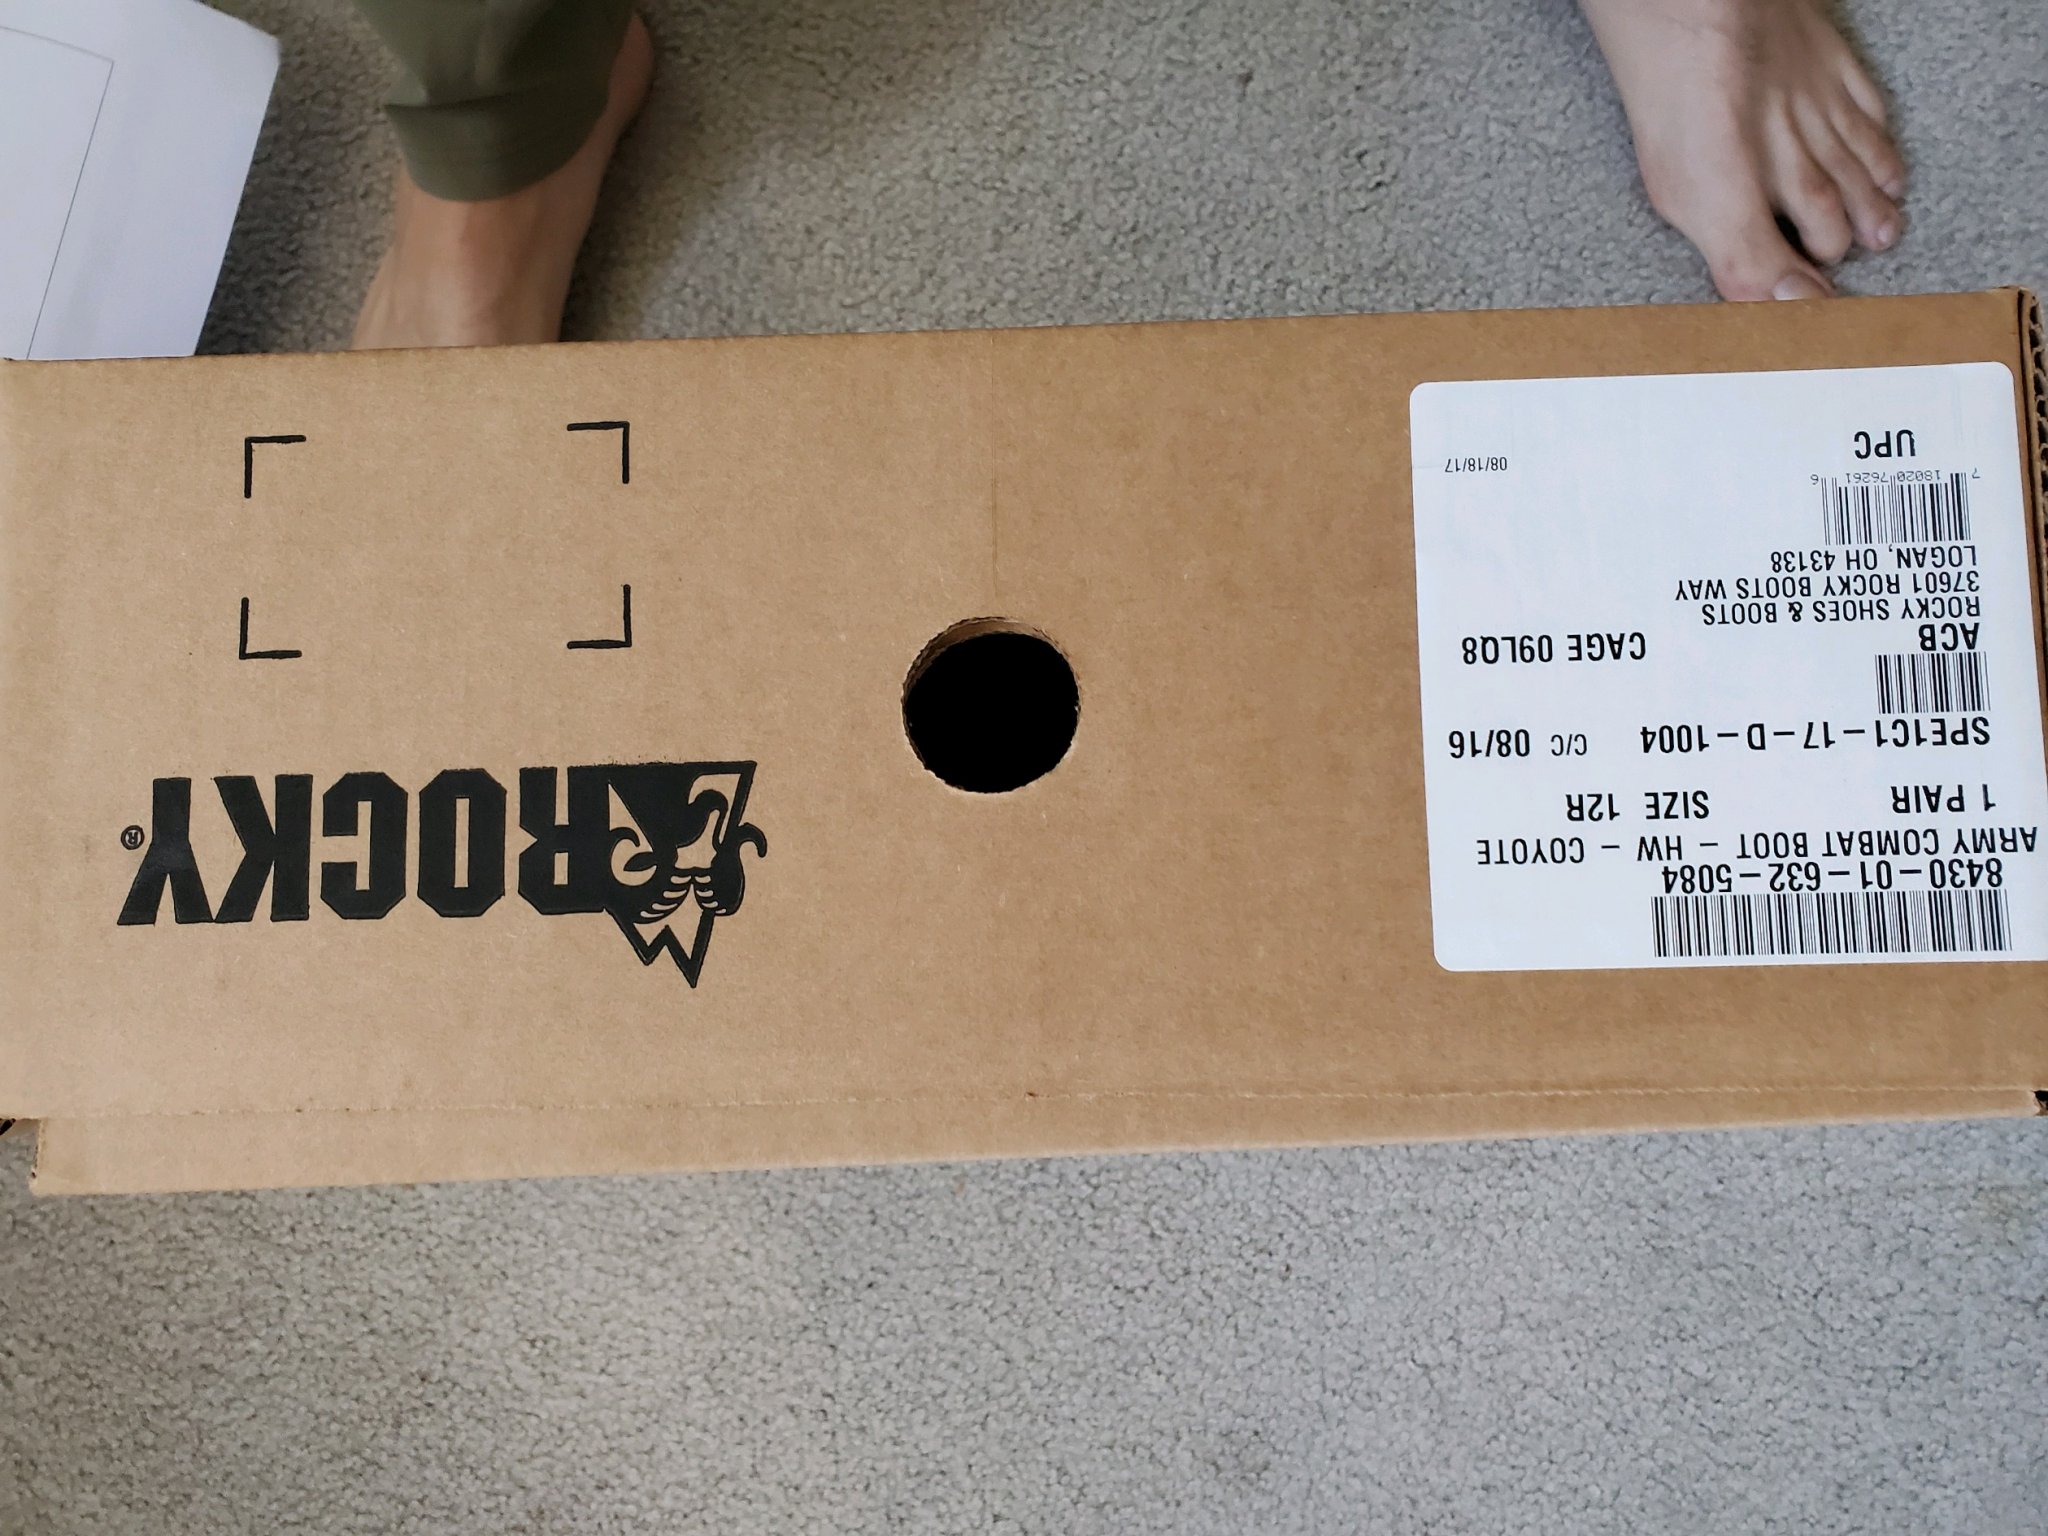 8430-01-632-5084
ARMY COMBAT BOOT - HW - COYOTE
1 PAIR SIZE 12R
SPE1C1-17-D-1004 C/C 08/16
ACB CAGE 09LQ8
ROCKY SHOES & BOOTS
37601 ROCKY BOOTS WAY
LOGAN, OH 43138
7 18020 76261 6
UPC
08/18/17
ROCKY®